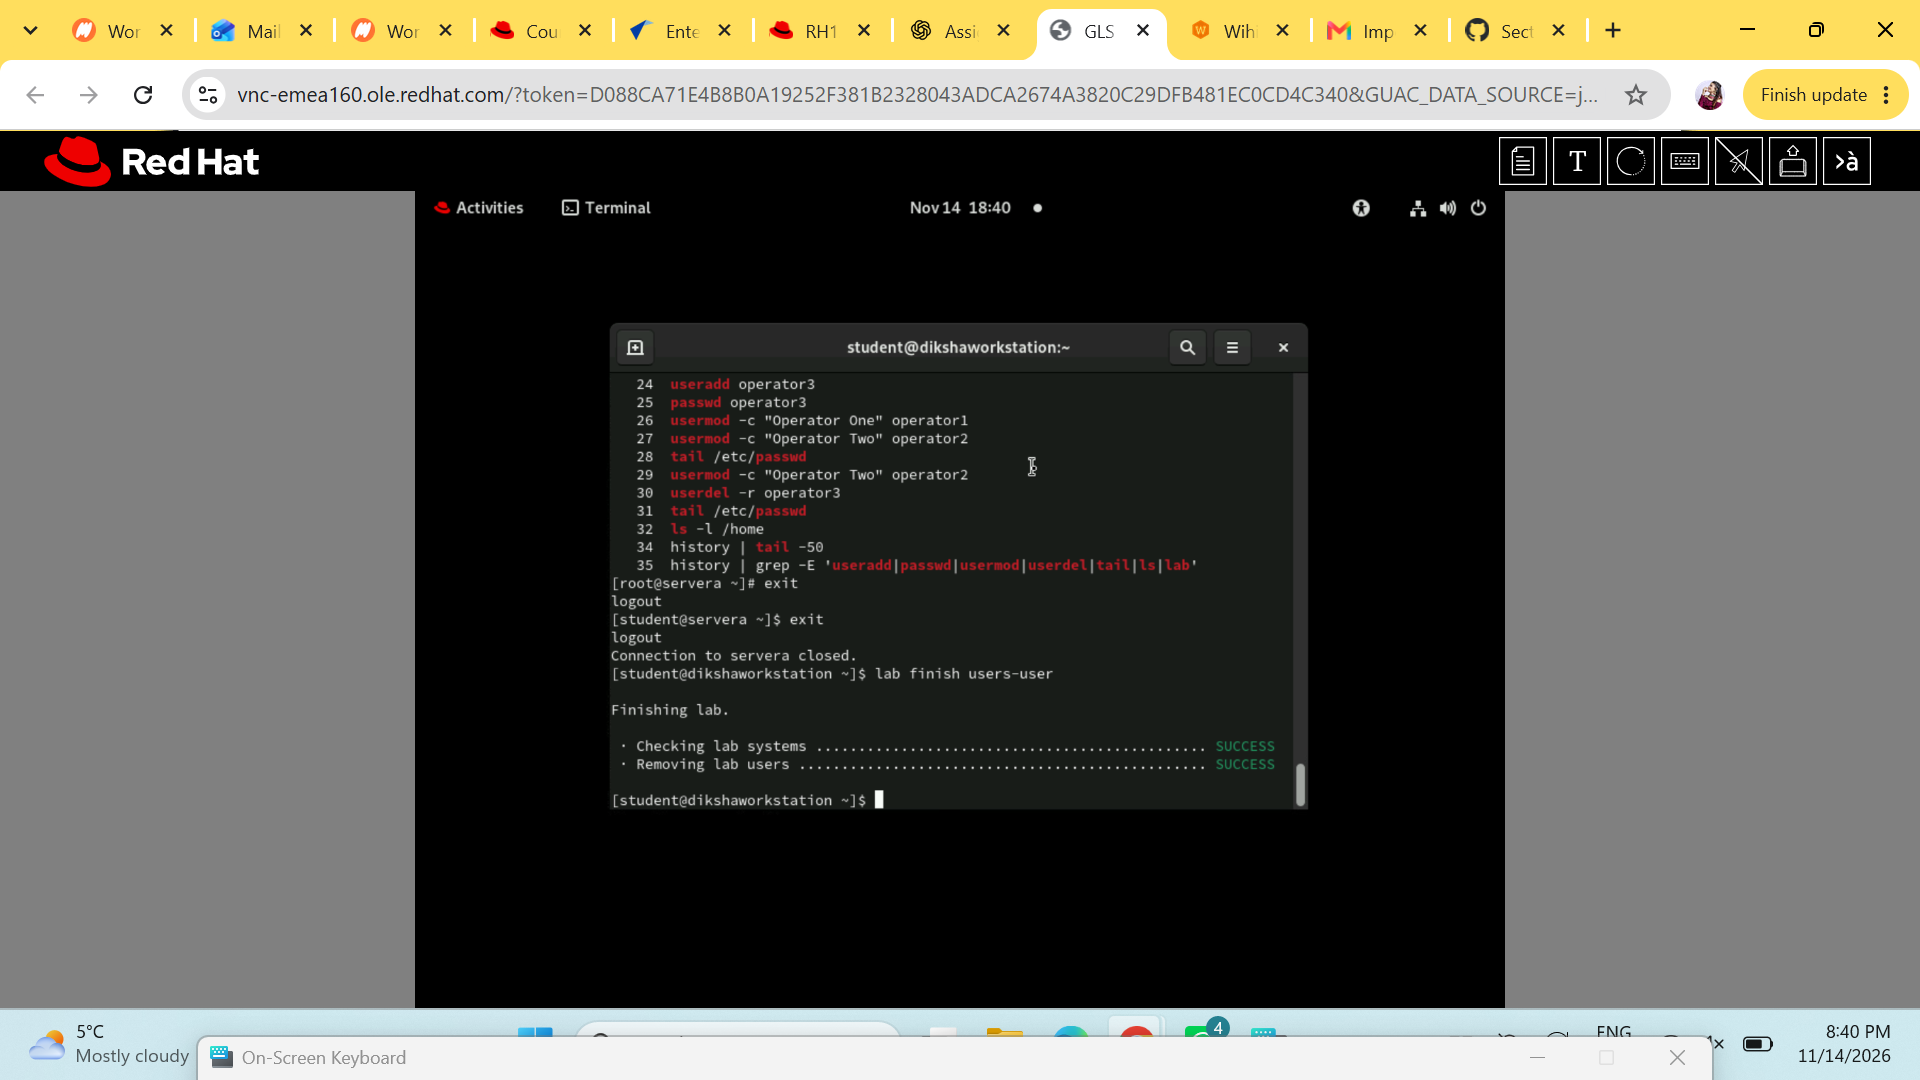 Wor
Mail
Wor
Cou
Ente
RH1
Assi
GLS
Wih
Imp
Sect
vnc-emea160.ole.redhat.com/?token=D088CA71E4B8B0A19252F381B2328043ADCA2674A3820C29DFB481EC0CD4C340&GUAC_DATA_SOURCE=j...
Finish update
Red Hat
T
>à
Activities
Terminal
Nov 14 18:40
student@dikshaworkstation:~
24 useradd operator3
25 passwd operator3
26 usermod -c "Operator One" operator1
27 usermod -c "Operator Two" operator2
28 tail /etc/passwd
29 usermod -c "Operator Two" operator2
30 userdel -r operator3
31 tail /etc/passwd
32 ls -l /home
34 history | tail -50
35 history | grep -E 'useradd|passwd|usermod|userdel|tail|ls|lab'
[root@servera ~]# exit
logout
[student@servera ~]$ exit
logout
Connection to servera closed.
[student@dikshaworkstation ~]$ lab finish users-user
Finishing lab.
· Checking lab systems .............................................. SUCCESS
· Removing lab users ................................................ SUCCESS
[student@dikshaworkstation ~]$
5°C
Mostly cloudy
4
ENG
8:40 PM
11/14/2026
On-Screen Keyboard